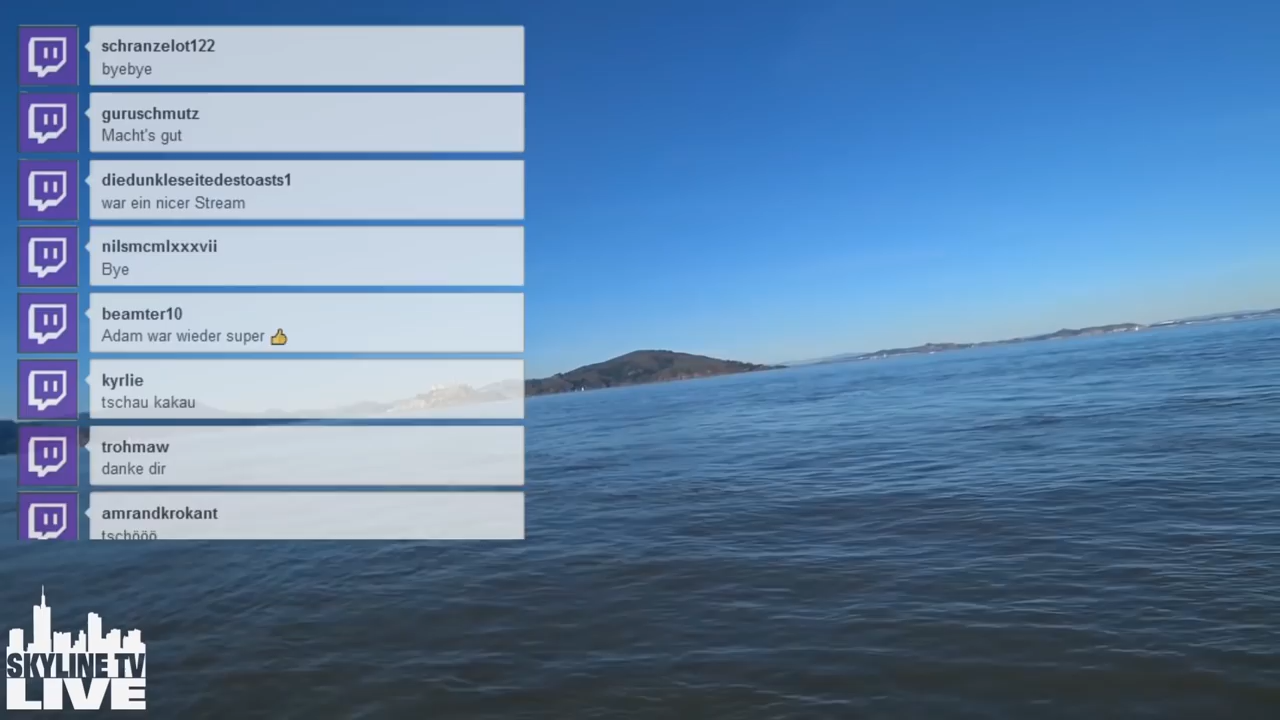 schranzelot122
byebye
guruschmutz
Macht's gut
diedunkleseitedestoasts1
war ein nicer Stream
nilsmcmlxxxvii
Bye
beamter10
Adam war wieder super 👍
kyrlie
tschau kakau
trohmaw
danke dir
amrandkrokant
tschööö
SKYLINE TV
LIVE